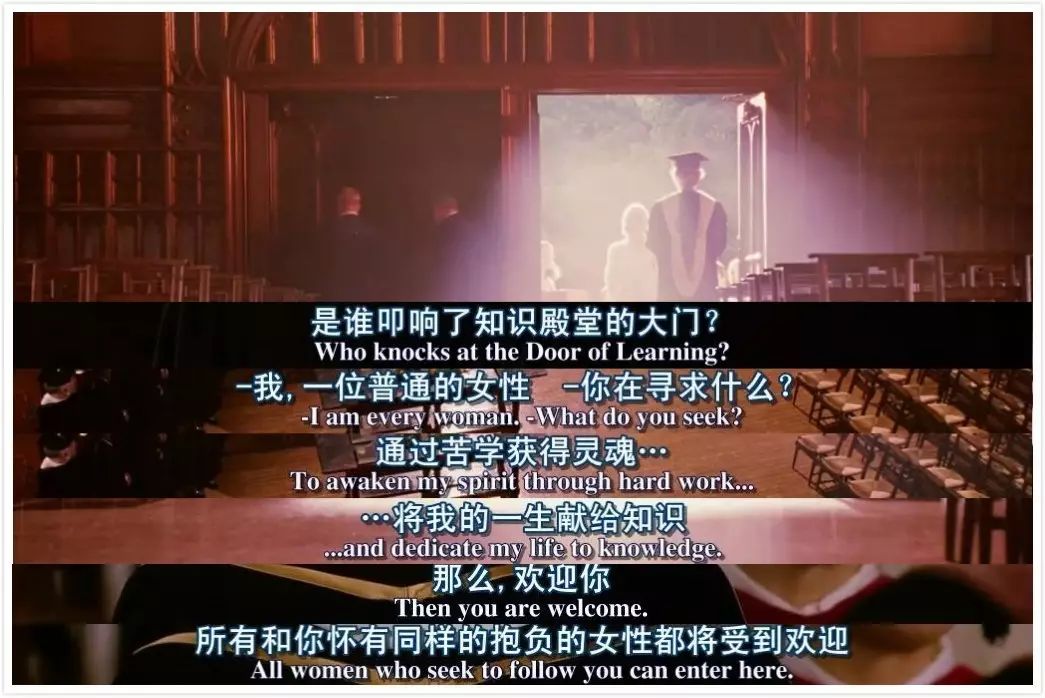 是谁叩响了知识殿堂的大门？
Who knocks at the Door of Learning?
-我，一位普通的女性 -你在寻求什么？
-I am every woman. -What do you seek?
通过苦学获得灵魂…
To awaken my spirit through hard work...
…将我的一生献给知识
...and dedicate my life to knowledge.
那么，欢迎你
Then you are welcome.
所有和你怀有同样的抱负的女性都将受到欢迎
All women who seek to follow you can enter here.